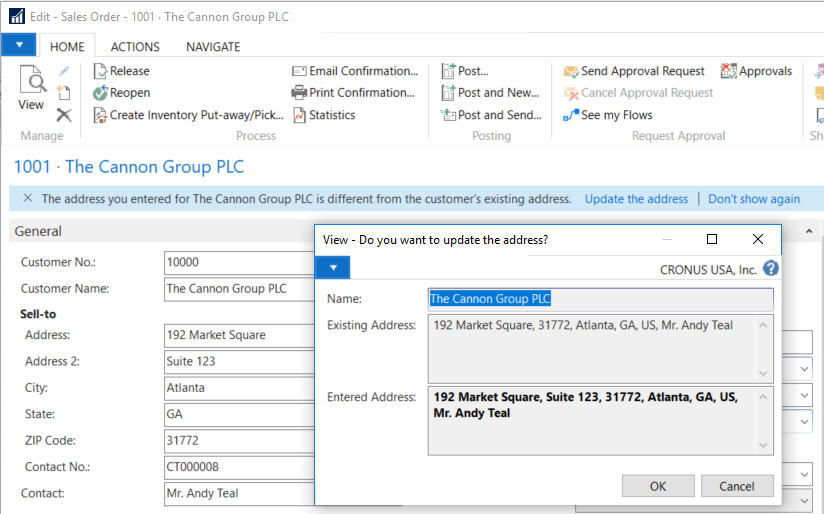 Edit - Sales Order - 1001 · The Cannon Group PLC
HOME ACTIONS NAVIGATE
View
Manage
Release
Reopen
Create Inventory Put-away/Pick...
Email Confirmation...
Print Confirmation...
Statistics
Process
Post...
Post and New...
Post and Send...
Posting
Send Approval Request
Cancel Approval Request
See my Flows
Approvals
Request Approval
1001 · The Cannon Group PLC
The address you entered for The Cannon Group PLC is different from the customer's existing address. Update the address | Don't show again
General
Customer No.: 10000
Customer Name: The Cannon Group PLC
Sell-to
Address: 192 Market Square
Address 2: Suite 123
City: Atlanta
State: GA
ZIP Code: 31772
Contact No.: CT000008
Contact: Mr. Andy Teal
View - Do you want to update the address?
CRONUS USA, Inc. ?
Name: The Cannon Group PLC
Existing Address: 192 Market Square, 31772, Atlanta, GA, US, Mr. Andy Teal
Entered Address: 192 Market Square, Suite 123, 31772, Atlanta, GA, US,
Mr. Andy Teal
OK Cancel